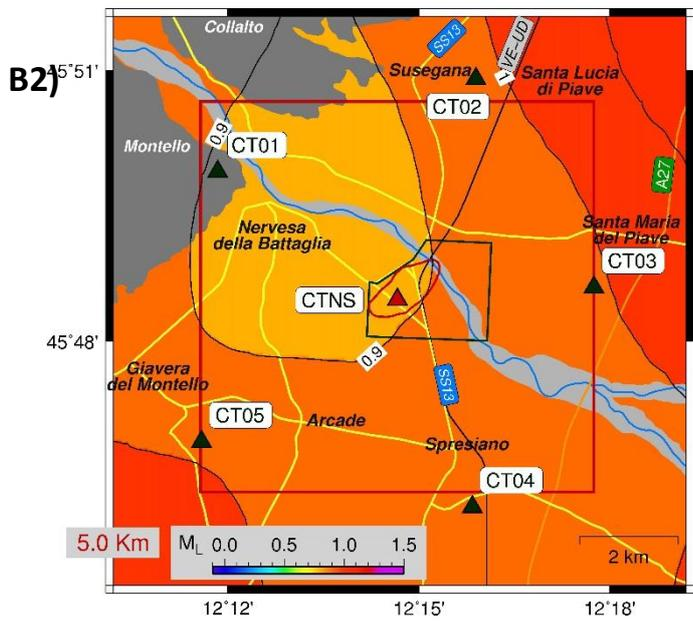 B2)
45°51'
Collalto
SS13
VE-UD
1
Susegana
Santa Lucia
di Piave
CT02
0.9
CT01
Montello
A27
Nervesa
della Battaglia
Santa Maria
del Piave
CT03
CTNS
45°48'
0.9
Giavera
del Montello
SS13
CT05
Arcade
Spresiano
CT04
5.0 Km
ML 0.0 0.5 1.0 1.5
2 km
12°12'
12°15'
12°18'